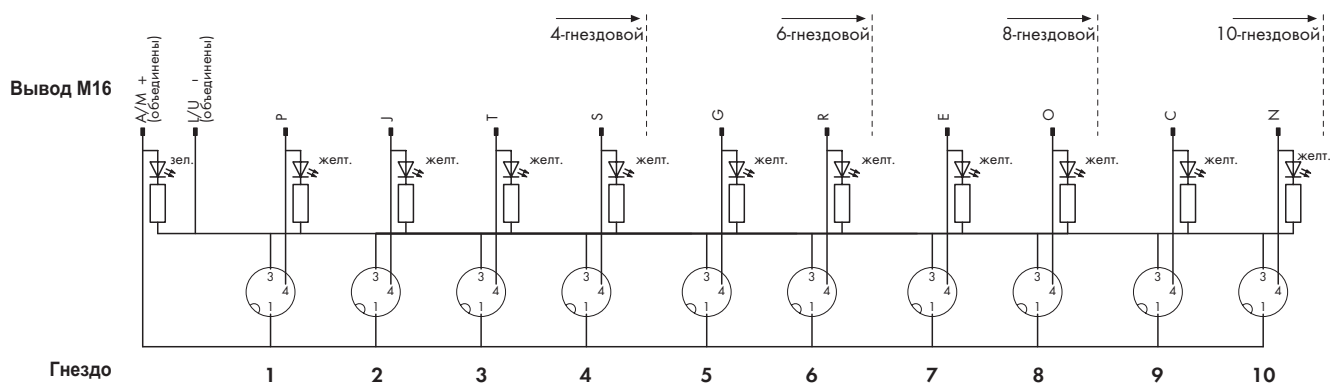 4-гнездовой
6-гнездовой
8-гнездовой
10-гнездовой
Вывод M16
A/M +
(объединены)
L/U -
(объединены)
P
J
T
S
G
R
E
O
C
N
зел.
желт.
желт.
желт.
желт.
желт.
желт.
желт.
желт.
желт.
желт.
3
4
1
3
4
1
3
4
1
3
4
1
3
4
1
3
4
1
3
4
1
3
4
1
3
4
1
3
4
1
Гнездо
1
2
3
4
5
6
7
8
9
10